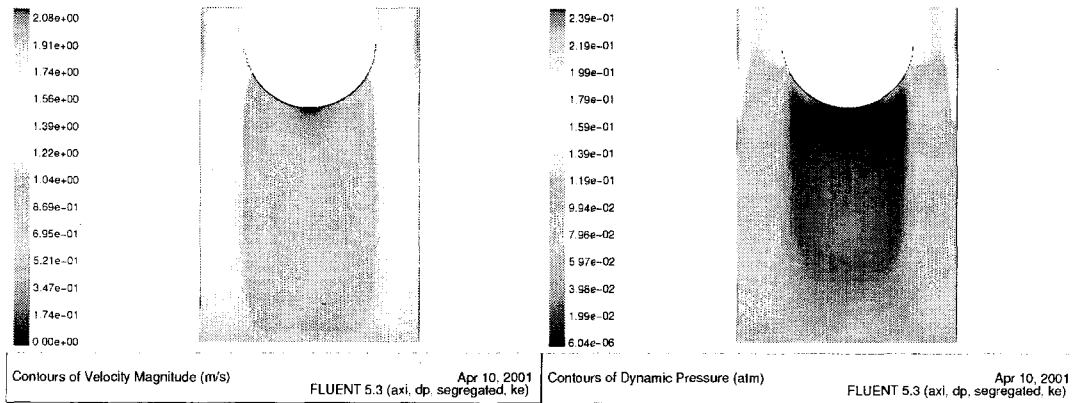 2.08e+00
1.91e+00
1.74e+00
1.56e+00
1.39e+00
1.22e+00
1.04e+00
8.69e-01
6.95e-01
5.21e-01
3.47e-01
1.74e-01
0.00e+00
Contours of Velocity Magnitude (m/s)
Apr 10, 2001
FLUENT 5.3 (axi, dp, segregated, ke)
2.39e-01
2.19e-01
1.99e-01
1.79e-01
1.59e-01
1.39e-01
1.19e-01
9.94e-02
7.96e-02
5.97e-02
3.98e-02
1.99e-02
6.04e-06
Contours of Dynamic Pressure (atm)
Apr 10, 2001
FLUENT 5.3 (axi, dp, segregated, ke)